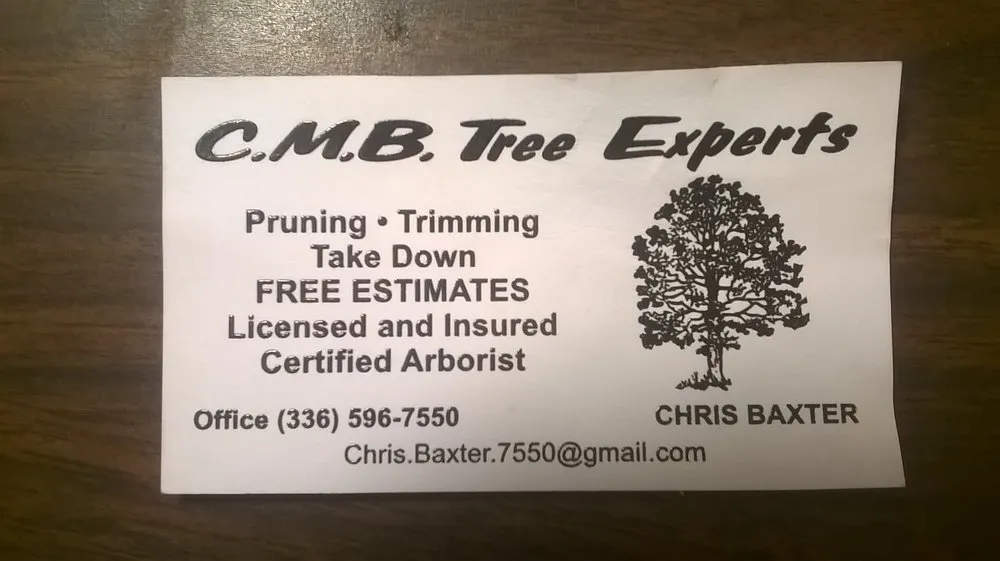 C.M.B. Tree Experts
Pruning • Trimming
Take Down
FREE ESTIMATES
Licensed and Insured
Certified Arborist
Office (336) 596-7550
CHRIS BAXTER
Chris.Baxter.7550@gmail.com